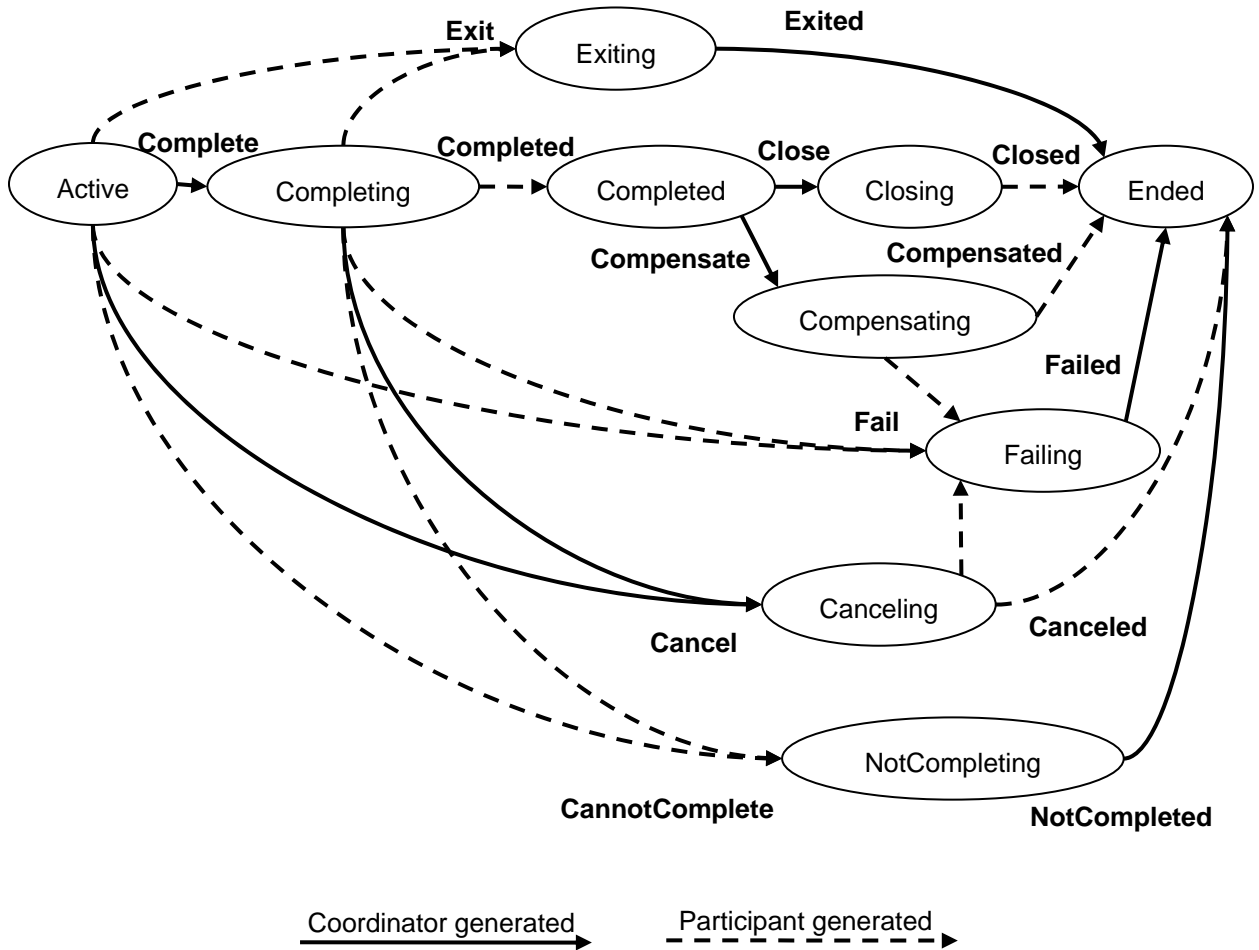 Exited
Exit
Exiting
Complete
Completed
Close
Closed
Active
Completing
Completed
Closing
Ended
Compensate
Compensated
Compensating
Failed
Fail
Failing
Canceling
Cancel
Canceled
NotCompleting
CannotComplete
NotCompleted
Coordinator generated
Participant generated